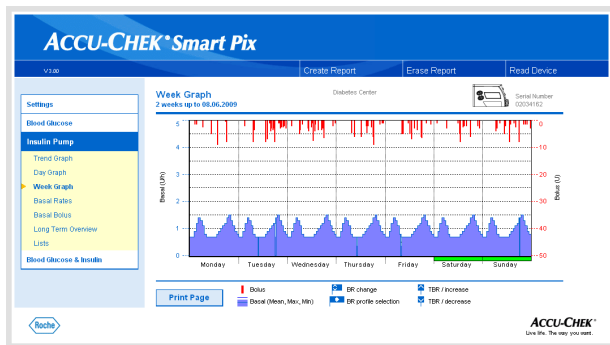 ACCU-CHEK® Smart Pix
V 3.00
Create Report
Erase Report
Read Device
Settings
Blood Glucose
Insulin Pump
Trend Graph
Day Graph
Week Graph
Basal Rates
Basal Bolus
Long Term Overview
Lists
Blood Glucose & Insulin
Week Graph
2 weeks up to 08.06.2009
Diabetes Center
Serial Number
02034162
5
4
3
2
1
0
Basal (U/h)
0
10
20
30
40
50
Bolus (U)
Monday
Tuesday
Wednesday
Thursday
Friday
Saturday
Sunday
Print Page
Bolus
Basal (Mean, Max, Min)
BR change
BR profile selection
TBR / increase
TBR / decrease
Roche
ACCU-CHEK®
Live life. The way you want.